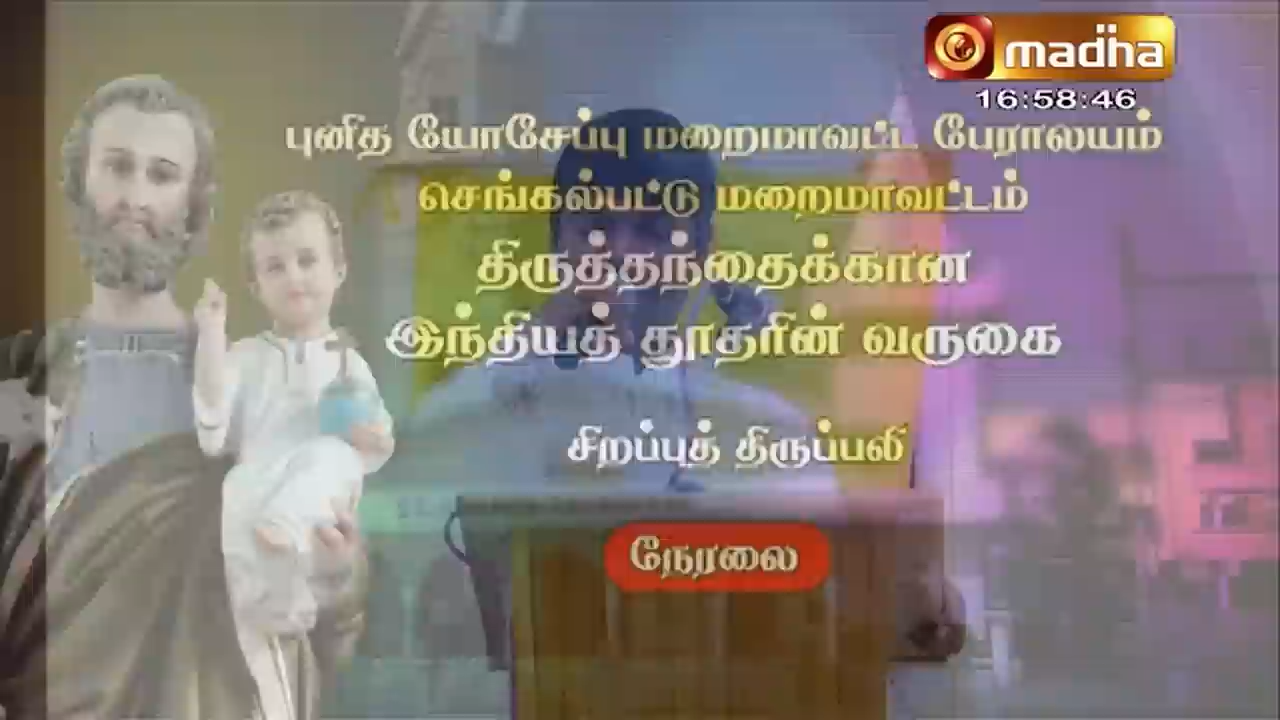 madha
16:58:46
புனித யோசேப்பு மறைமாவட்ட பேராலயம்
செங்கல்பட்டு மறைமாவட்டம்
திருத்தந்தைக்கான
இந்தியத் தூதரின் வருகை
சிறப்புத் திருப்பலி
நேரலை